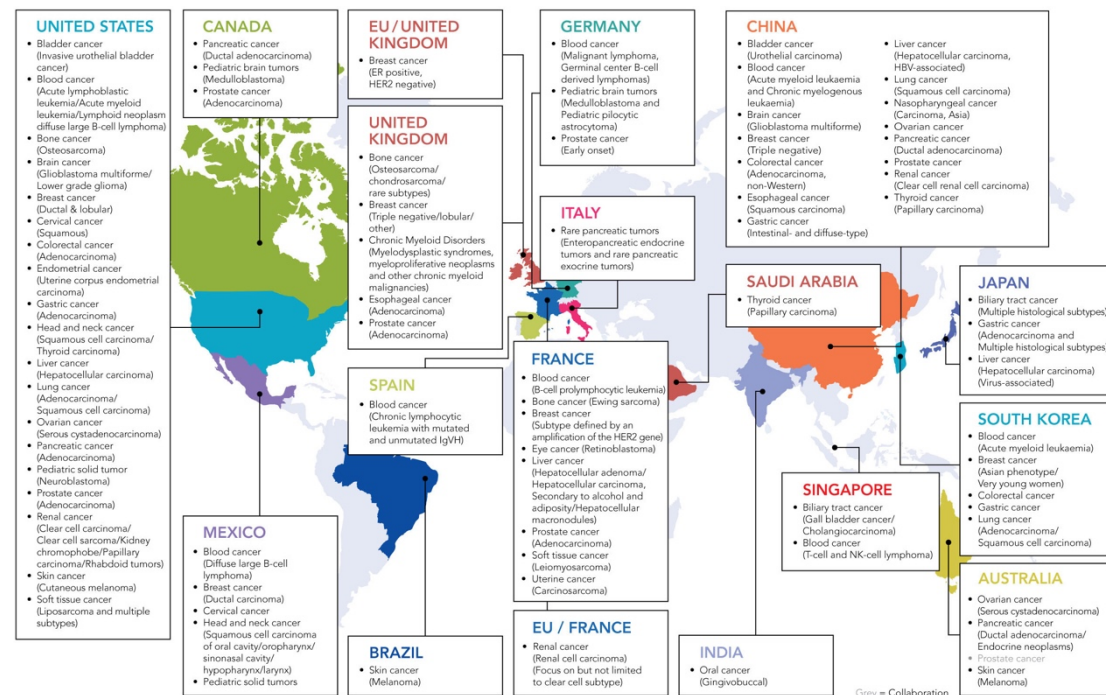 UNITED STATES
• Bladder cancer
(Invasive urothelial bladder
cancer)
• Blood cancer
(Acute lymphoblastic
leukemia/Acute myeloid
leukemia/Lymphoid neoplasm
diffuse large B-cell lymphoma)
• Bone cancer
(Osteosarcoma)
• Brain cancer
(Glioblastoma multiforme/
Lower grade glioma)
• Breast cancer
(Ductal & lobular)
• Cervical cancer
(Squamous)
• Colorectal cancer
(Adenocarcinoma)
• Endometrial cancer
(Uterine corpus endometrial
carcinoma)
• Gastric cancer
(Adenocarcinoma)
• Head and neck cancer
(Squamous cell carcinoma/
Thyroid carcinoma)
• Liver cancer
(Hepatocellular carcinoma)
• Lung cancer
(Adenocarcinoma/
Squamous cell carcinoma)
• Ovarian cancer
(Serous cystadenocarcinoma)
• Pancreatic cancer
(Adenocarcinoma)
• Pediatric solid tumor
(Neuroblastoma)
• Prostate cancer
(Adenocarcinoma)
• Renal cancer
(Clear cell carcinoma/
Clear cell sarcoma/Kidney
chromophobe/Papillary
carcinoma/Rhabdoid tumors)
• Skin cancer
(Cutaneous melanoma)
• Soft tissue cancer
(Liposarcoma and multiple
subtypes)
CANADA
• Pancreatic cancer
(Ductal adenocarcinoma)
• Pediatric brain tumors
(Medulloblastoma)
• Prostate cancer
(Adenocarcinoma)
EU / UNITED
KINGDOM
• Breast cancer
(ER positive,
HER2 negative)
UNITED
KINGDOM
• Bone cancer
(Osteosarcoma/
chondrosarcoma/
rare subtypes)
• Breast cancer
(Triple negative/lobular/
other)
• Chronic Myeloid Disorders
(Myelodysplastic syndromes,
myeloproliferative neoplasms
and other chronic myeloid
malignancies)
• Esophageal cancer
(Adenocarcinoma)
• Prostate cancer
(Adenocarcinoma)
GERMANY
• Blood cancer
(Malignant lymphoma,
Germinal center B-cell
derived lymphomas)
• Pediatric brain tumors
(Medulloblastoma and
Pediatric pilocytic
astrocytoma)
• Prostate cancer
(Early onset)
ITALY
• Rare pancreatic tumors
(Enteropancreatic endocrine
tumors and rare pancreatic
exocrine tumors)
CHINA
• Bladder cancer
(Urothelial carcinoma)
• Blood cancer
(Acute myeloid leukaemia
and Chronic myelogenous
leukaemia)
• Brain cancer
(Glioblastoma multiforme)
• Breast cancer
(Triple negative)
• Colorectal cancer
(Adenocarcinoma,
non-Western)
• Esophageal cancer
(Squamous carcinoma)
• Gastric cancer
(Intestinal- and diffuse-type)
• Liver cancer
(Hepatocellular carcinoma,
HBV-associated)
• Lung cancer
(Squamous cell carcinoma)
• Nasopharyngeal cancer
(Carcinoma, Asia)
• Ovarian cancer
• Pancreatic cancer
(Ductal adenocarcinoma)
• Prostate cancer
• Renal cancer
(Clear cell renal cell carcinoma)
• Thyroid cancer
(Papillary carcinoma)
SAUDI ARABIA
• Thyroid cancer
(Papillary carcinoma)
JAPAN
• Biliary tract cancer
(Multiple histological subtypes)
• Gastric cancer
(Adenocarcinoma and
Multiple histological subtypes)
• Liver cancer
(Hepatocellular carcinoma)
(Virus-associated)
SPAIN
• Blood cancer
(Chronic lymphocytic
leukemia with mutated
and unmutated IgVH)
FRANCE
• Blood cancer
(B-cell prolymphocytic leukemia)
• Bone cancer (Ewing sarcoma)
• Breast cancer
(Subtype defined by an
amplification of the HER2 gene)
• Eye cancer (Retinoblastoma)
• Liver cancer
(Hepatocellular adenoma/
Hepatocellular carcinoma,
Secondary to alcohol and
adiposity/Hepatocellular
macronodules)
• Prostate cancer
(Adenocarcinoma)
• Soft tissue cancer
(Leiomyosarcoma)
• Uterine cancer
(Carcinosarcoma)
SOUTH KOREA
• Blood cancer
(Acute myeloid leukaemia)
• Breast cancer
(Asian phenotype/
Very young women)
• Colorectal cancer
• Gastric cancer
• Lung cancer
(Adenocarcinoma/
Squamous cell carcinoma)
SINGAPORE
• Biliary tract cancer
(Gall bladder cancer/
Cholangiocarcinoma)
• Blood cancer
(T-cell and NK-cell lymphoma)
MEXICO
• Blood cancer
(Diffuse large B-cell
lymphoma)
• Breast cancer
(Ductal carcinoma)
• Cervical cancer
• Head and neck cancer
(Squamous cell carcinoma
of oral cavity/oropharynx/
sinonasal cavity/
hypopharynx/larynx)
• Pediatric solid tumors
BRAZIL
• Skin cancer
(Melanoma)
EU / FRANCE
• Renal cancer
(Renal cell carcinoma)
(Focus on but not limited
to clear cell subtype)
INDIA
• Oral cancer
(Gingivobuccal)
AUSTRALIA
• Ovarian cancer
(Serous cystadenocarcinoma)
• Pancreatic cancer
(Ductal adenocarcinoma/
Endocrine neoplasms)
• Prostate cancer
• Skin cancer
(Melanoma)
Grey = Collaboration